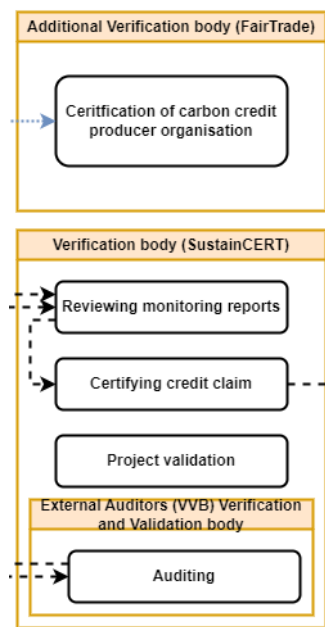 Additional Verification body (FairTrade)
Ceritfication of carbon credit
producer organisation
Verification body (SustainCERT)
Reviewing monitoring reports
Certifying credit claim
Project validation
External Auditors (VVB) Verification
and Validation body
Auditing